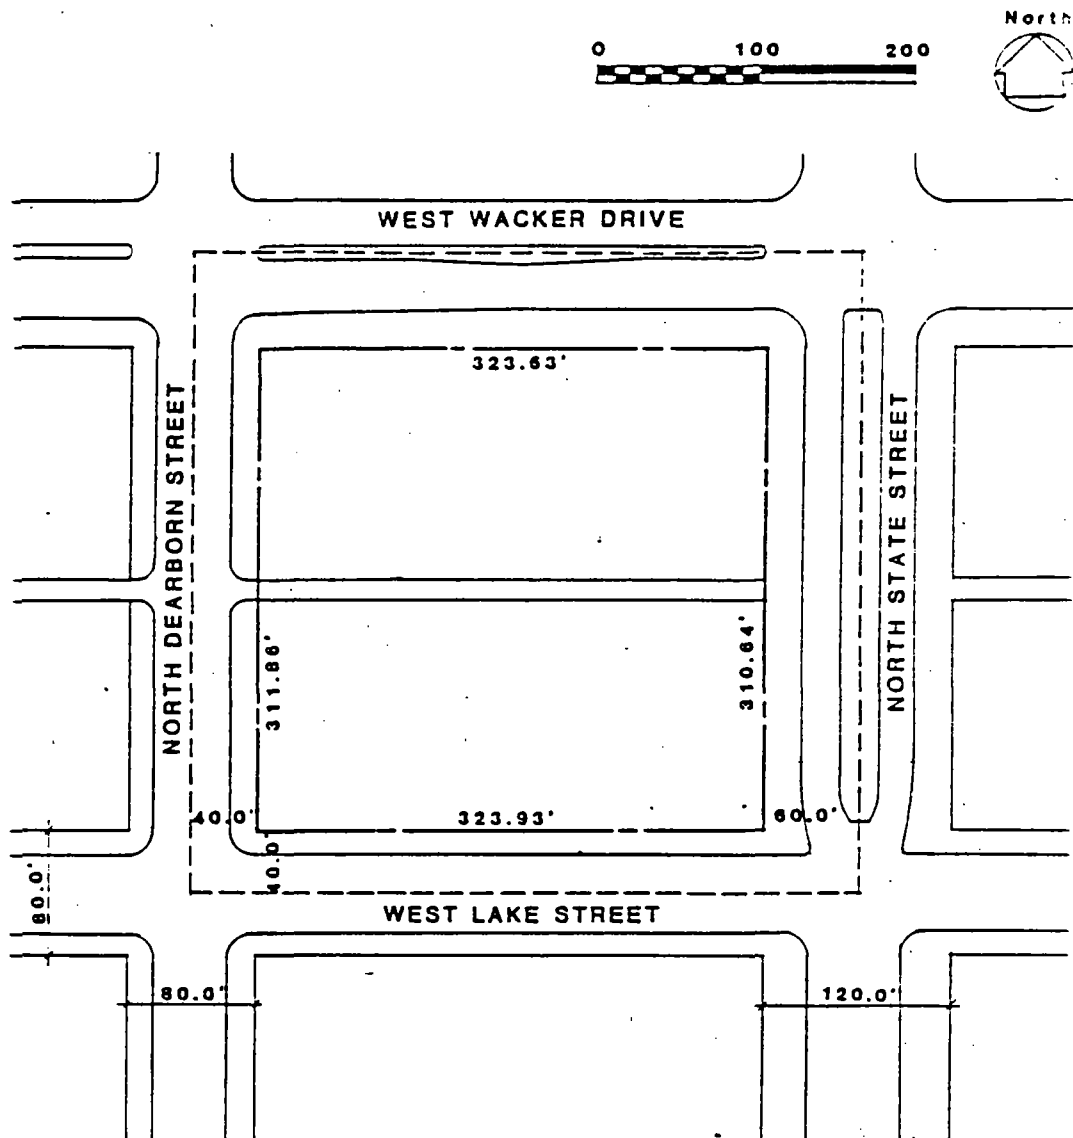 North
0 100 200
WEST WACKER DRIVE
323.63'
NORTH DEARBORN STREET
NORTH STATE STREET
311.86'
310.64'
40.0'
323.93'
60.0'
40.0'
80.0'
WEST LAKE STREET
80.0'
120.0'